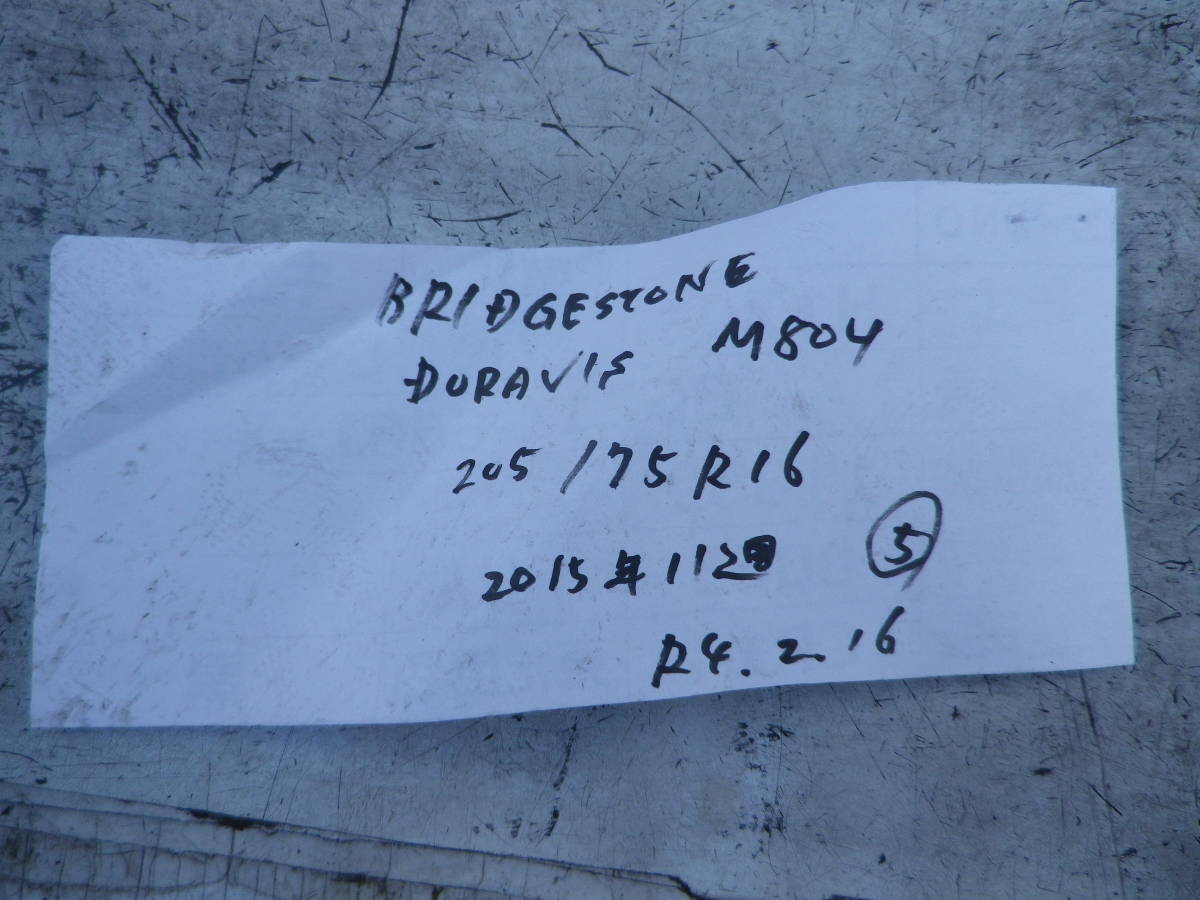 BRIDGESTONE
DURAVIS M804
205/75R16
2015年11週 ⑤
R4.2.16